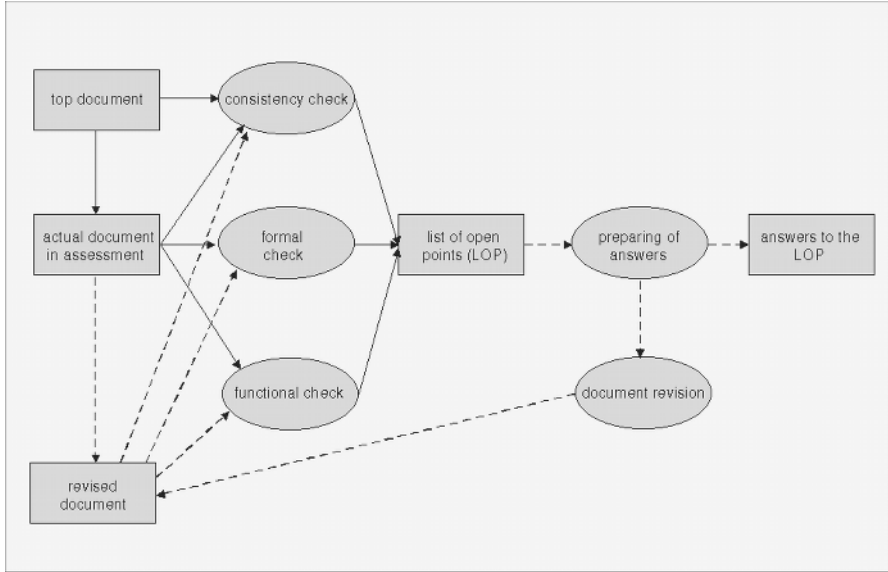 top document
consistency check
actual document
in assessment
formal
check
list of open
points (LOP)
preparing of
answers
answers to the
LOP
functional check
document revision
revised
document